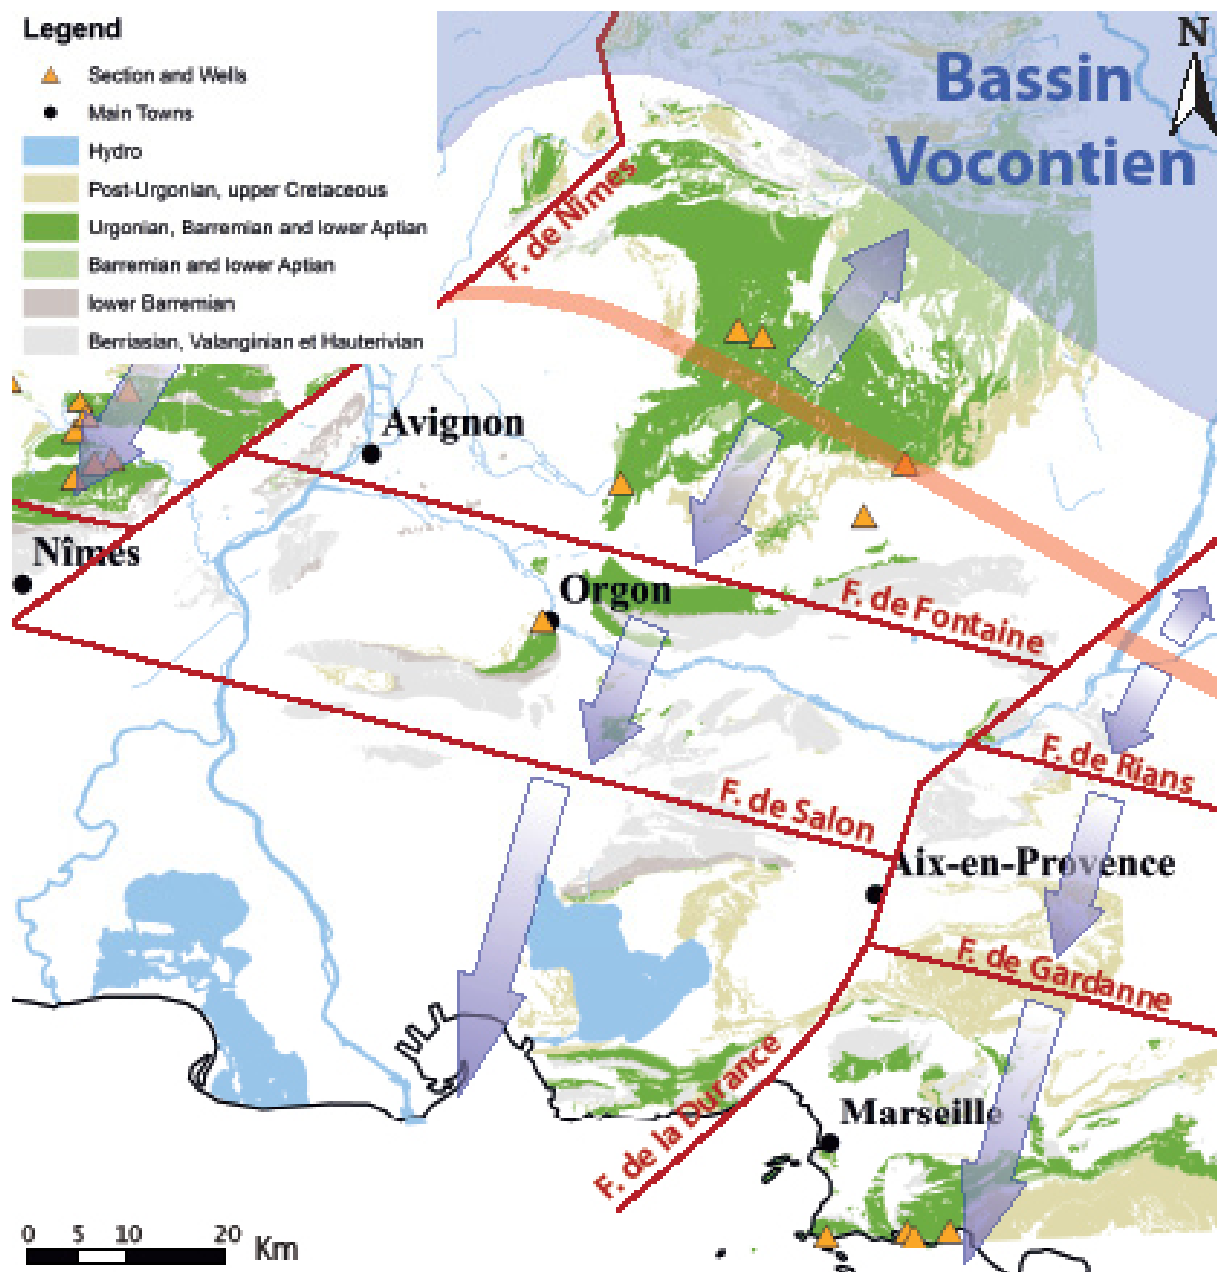 Legend
Section and Wells
Main Towns
Hydro
Post-Urgonian, upper Cretaceous
Urgonian, Barremian and lower Aptian
Barremian and lower Aptian
lower Barremian
Berriasian, Valanginian et Hauterivian
N
Bassin
Vocontien
F. de Nîmes
Avignon
Nîmes
Orgon
F. de Fontaine
F. de Rians
F. de Salon
Aix-en-Provence
F. de Gardanne
F. de la Durance
Marseille
0 5 10 20 Km